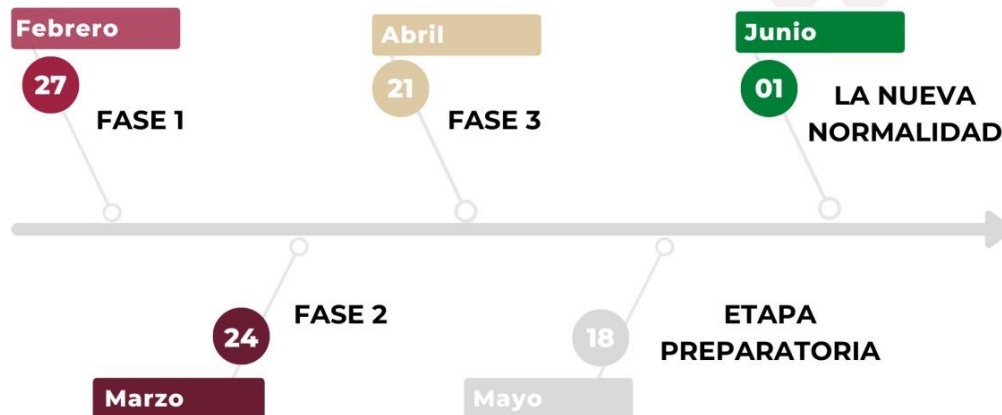 Febrero
27
FASE 1
Abril
21
FASE 3
Junio
01
LA NUEVA
NORMALIDAD
24
FASE 2
Marzo
18
ETAPA
PREPARATORIA
Mayo